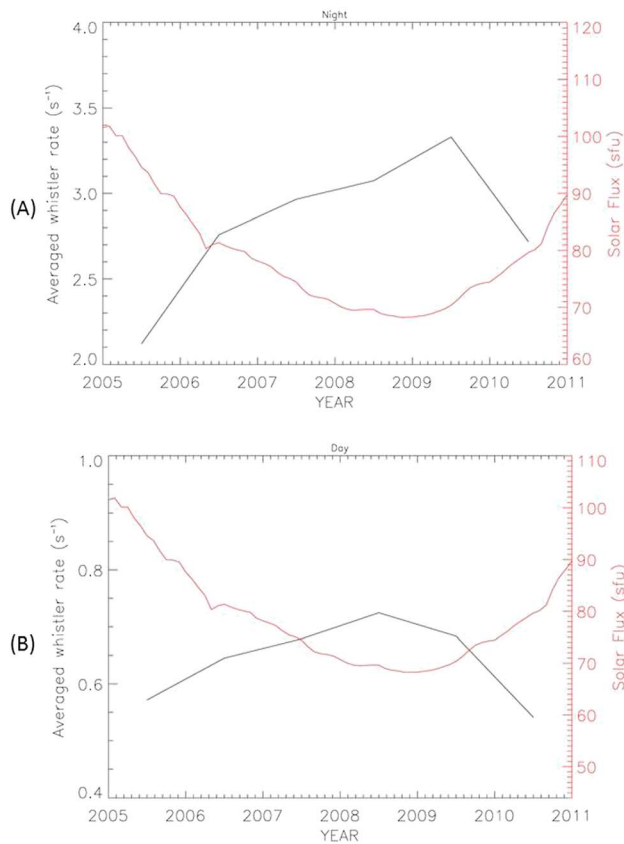 Night
(A)
Averaged whistler rate (s⁻¹)
4.0
3.5
3.0
2.5
2.0
120
110
100
90
80
70
60
Solar Flux (sfu)
2005 2006 2007 2008 2009 2010 2011
YEAR
Day
(B)
Averaged whistler rate (s⁻¹)
1.0
0.8
0.6
0.4
110
100
90
80
70
60
50
Solar Flux (sfu)
2005 2006 2007 2008 2009 2010 2011
YEAR